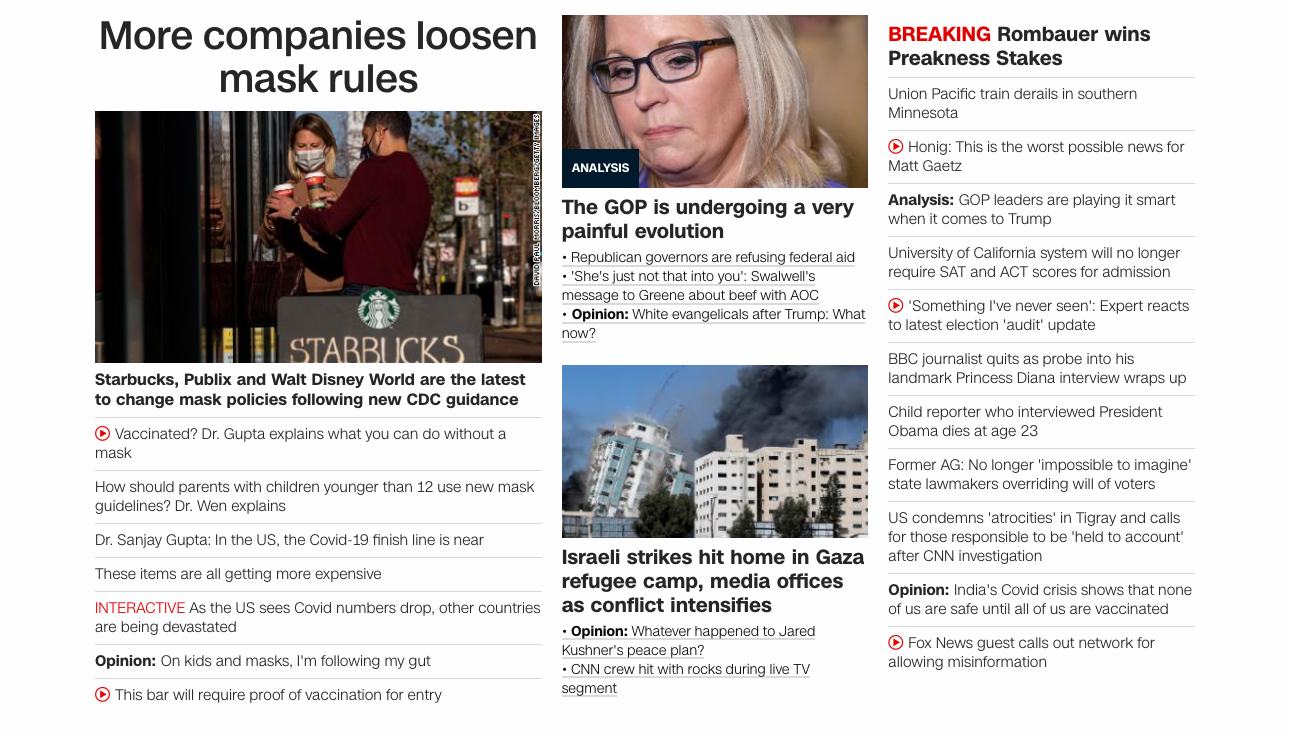 More companies loosen
mask rules
DAVID PAUL MORRIS/BLOOMBERG/GETTY IMAGES
STARBUCKS
Starbucks, Publix and Walt Disney World are the latest
to change mask policies following new CDC guidance
Vaccinated? Dr. Gupta explains what you can do without a
mask
How should parents with children younger than 12 use new mask
guidelines? Dr. Wen explains
Dr. Sanjay Gupta: In the US, the Covid-19 finish line is near
These items are all getting more expensive
INTERACTIVE As the US sees Covid numbers drop, other countries
are being devastated
Opinion: On kids and masks, I'm following my gut
This bar will require proof of vaccination for entry
ANALYSIS
The GOP is undergoing a very
painful evolution
• Republican governors are refusing federal aid
• 'She's just not that into you': Swalwell's
message to Greene about beef with AOC
• Opinion: White evangelicals after Trump: What
now?
Israeli strikes hit home in Gaza
refugee camp, media offices
as conflict intensifies
• Opinion: Whatever happened to Jared
Kushner's peace plan?
• CNN crew hit with rocks during live TV
segment
BREAKING Rombauer wins
Preakness Stakes
Union Pacific train derails in southern
Minnesota
Honig: This is the worst possible news for
Matt Gaetz
Analysis: GOP leaders are playing it smart
when it comes to Trump
University of California system will no longer
require SAT and ACT scores for admission
'Something I've never seen': Expert reacts
to latest election 'audit' update
BBC journalist quits as probe into his
landmark Princess Diana interview wraps up
Child reporter who interviewed President
Obama dies at age 23
Former AG: No longer 'impossible to imagine'
state lawmakers overriding will of voters
US condemns 'atrocities' in Tigray and calls
for those responsible to be 'held to account'
after CNN investigation
Opinion: India's Covid crisis shows that none
of us are safe until all of us are vaccinated
Fox News guest calls out network for
allowing misinformation